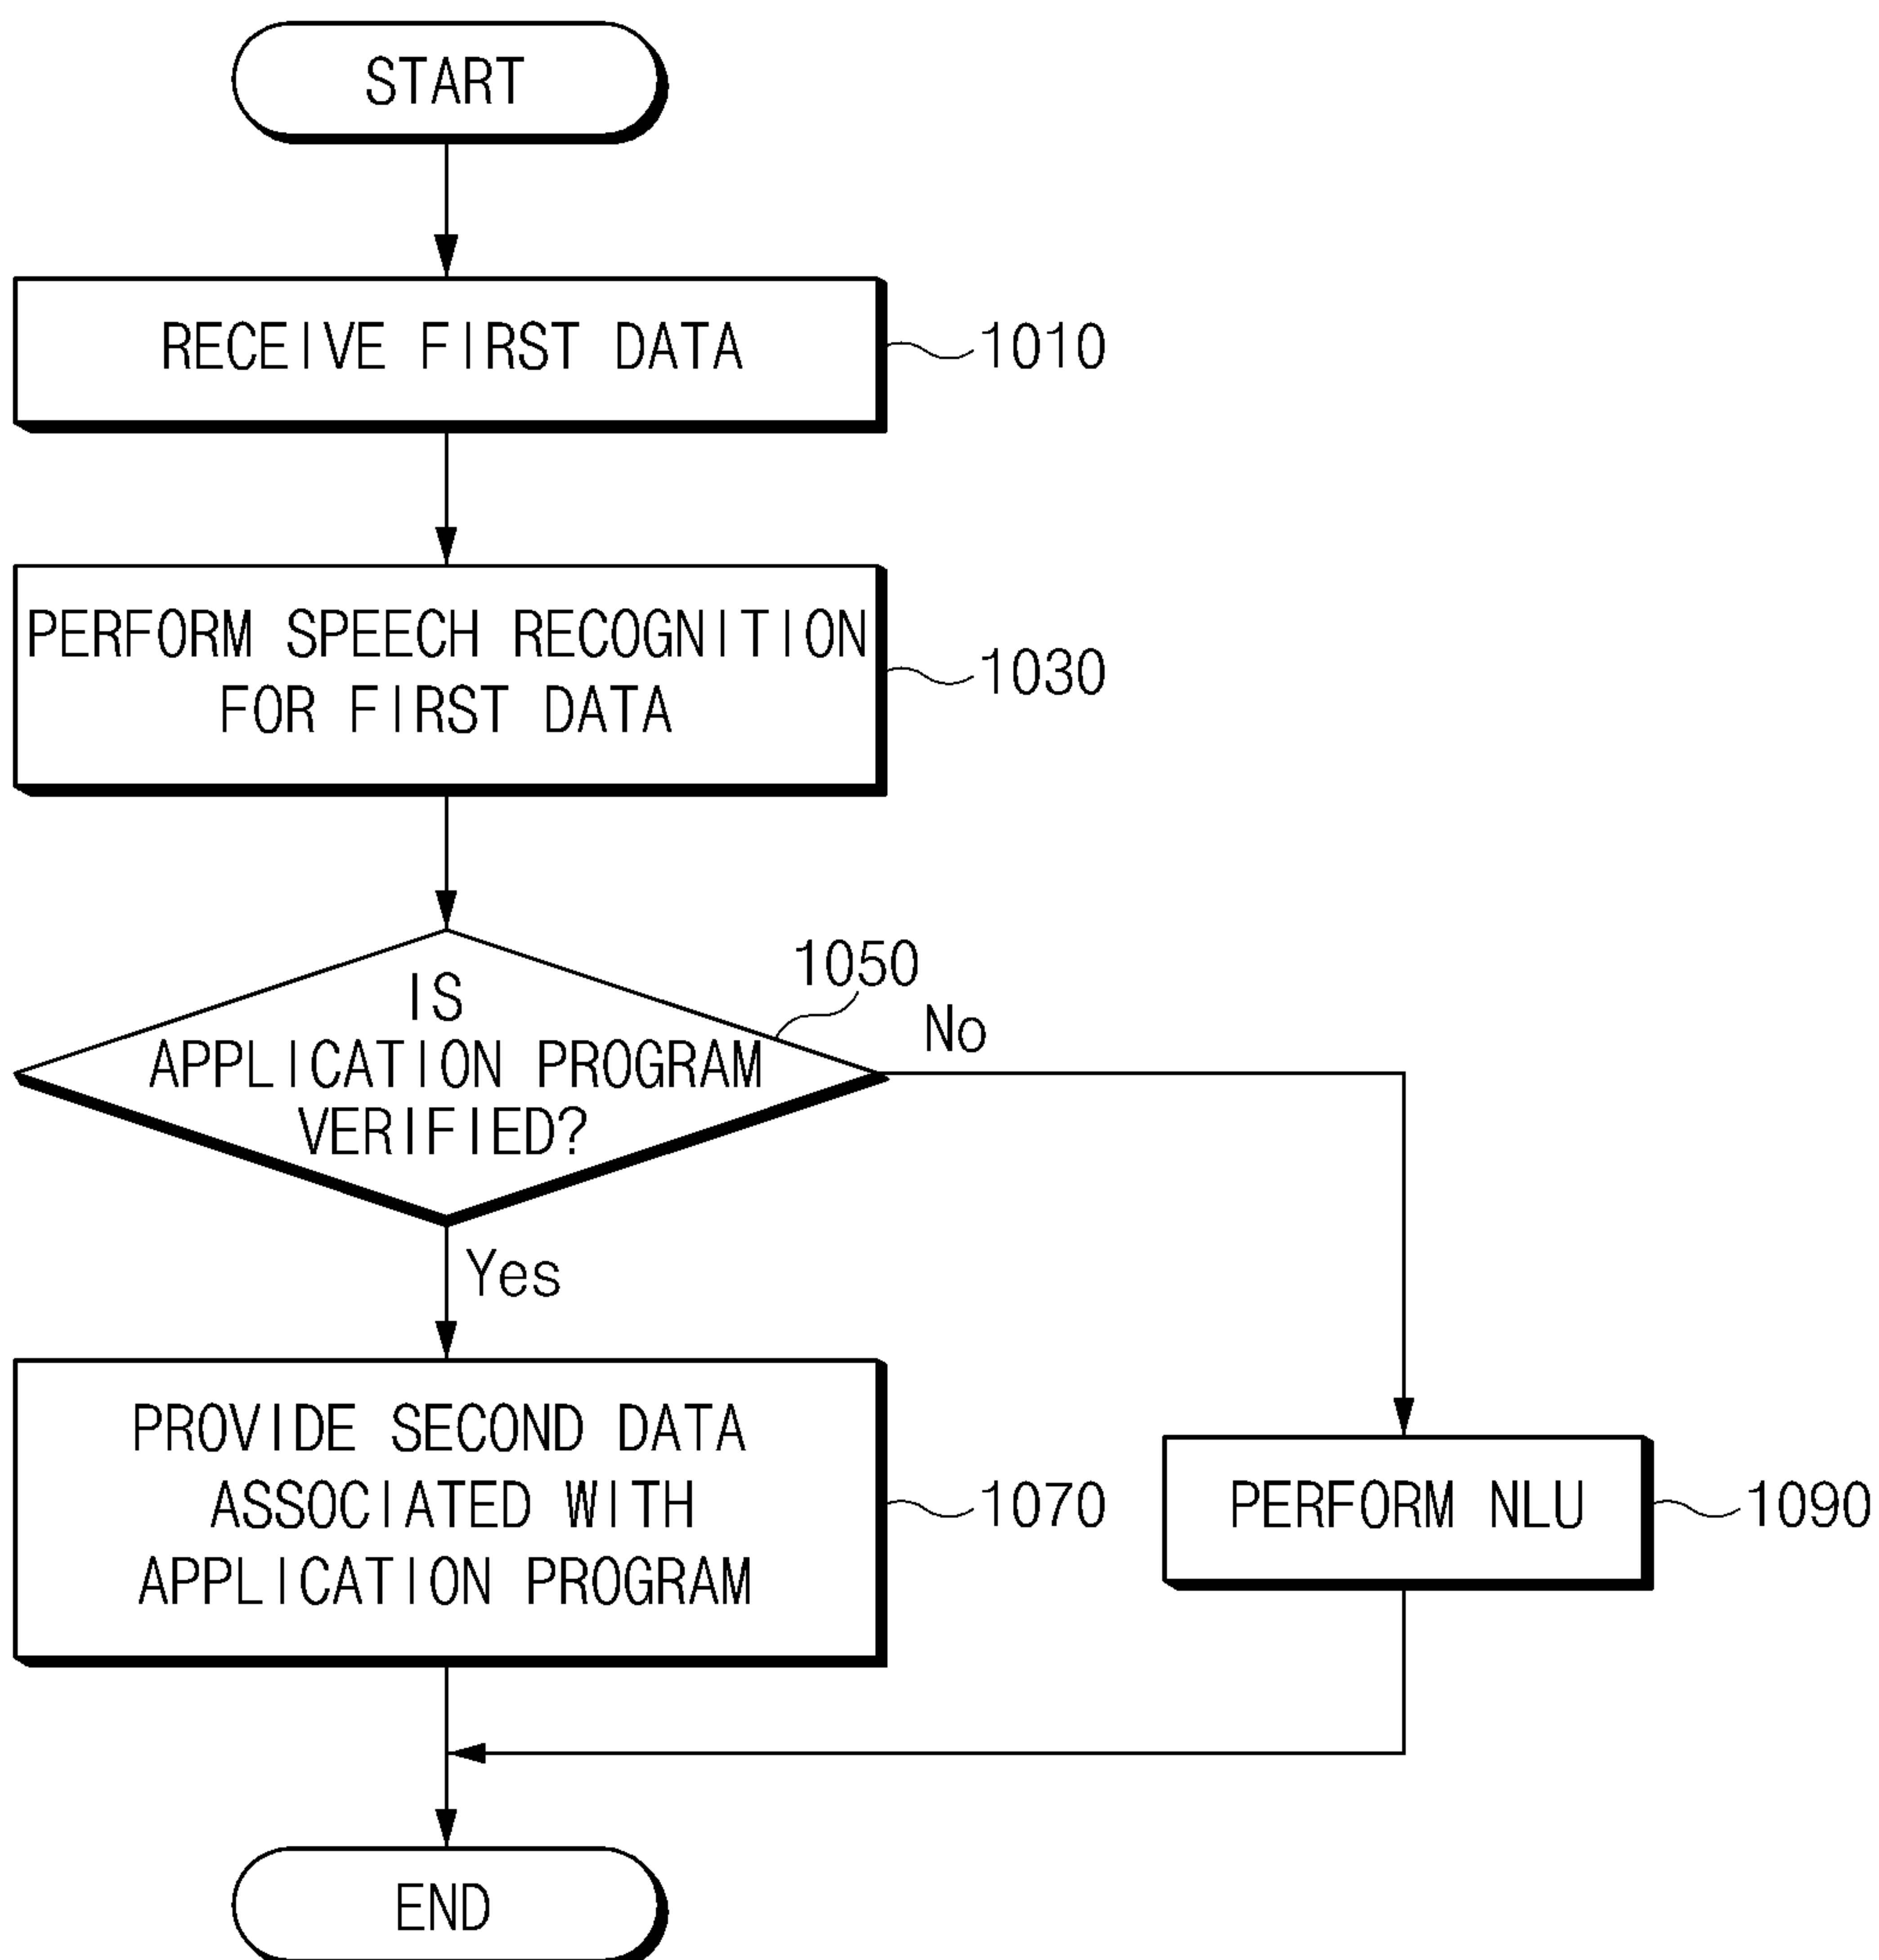 START
RECEIVE FIRST DATA
1010
PERFORM SPEECH RECOGNITION
FOR FIRST DATA
1030
IS
APPLICATION PROGRAM
VERIFIED?
1050
No
Yes
PROVIDE SECOND DATA
ASSOCIATED WITH
APPLICATION PROGRAM
1070
PERFORM NLU
1090
END